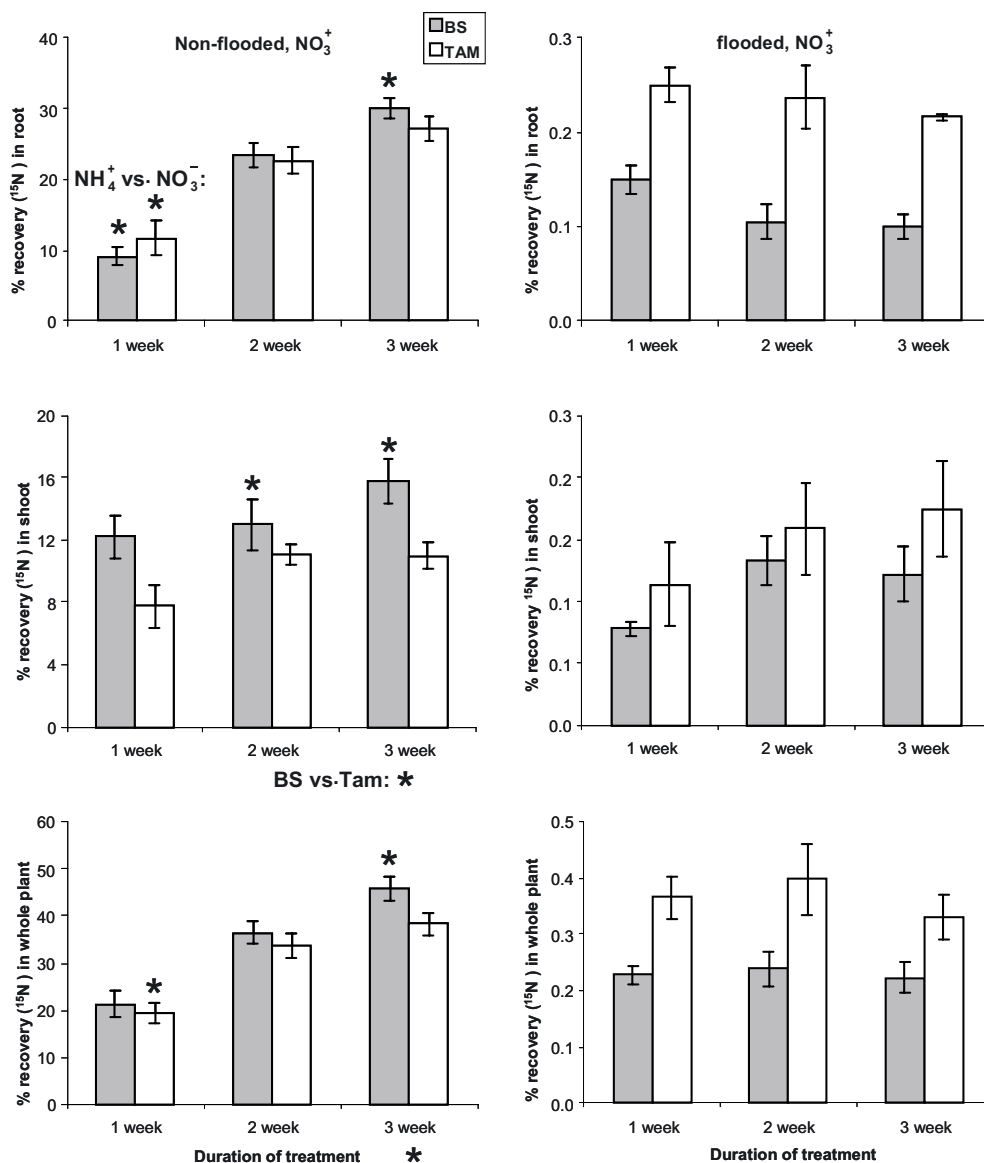 Non-flooded, NO₃⁺
BS
TAM
% recovery (¹⁵N ) in root
40
30
20
10
0
NH₄⁺ vs. NO₃⁻:
*
*
*
1 week
2 week
3 week
flooded, NO₃⁺
% recovery (¹⁵N ) in root
0.3
0.2
0.1
0.0
1 week
2 week
3 week
% recovery (¹⁵N ) in shoot
20
16
12
8
4
0
*
*
1 week
2 week
3 week
BS vs.Tam: *
% recovery ¹⁵N ) in shoot
0.3
0.2
0.2
0.1
0.1
0.0
1 week
2 week
3 week
% recovery (¹⁵N ) in whole plant
60
50
40
30
20
10
0
*
*
1 week
2 week
3 week
Duration of treatment *
% recovery (¹⁵N ) in whole plant
0.5
0.4
0.3
0.2
0.1
0.0
1 week
2 week
3 week
Duration of treatment